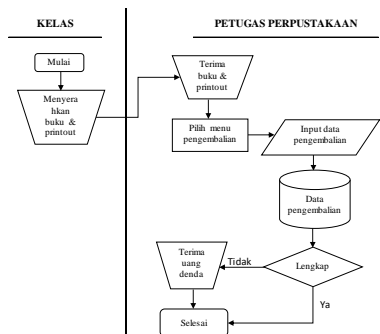 KELAS
PETUGAS PERPUSTAKAAN
Mulai
Menyera
hkan
buku &
printout
Terima
buku &
printout
Pilih menu
pengembalian
Input data
pengembalian
Data
pengembalian
Lengkap
Tidak
Terima
uang
denda
Ya
Selesai